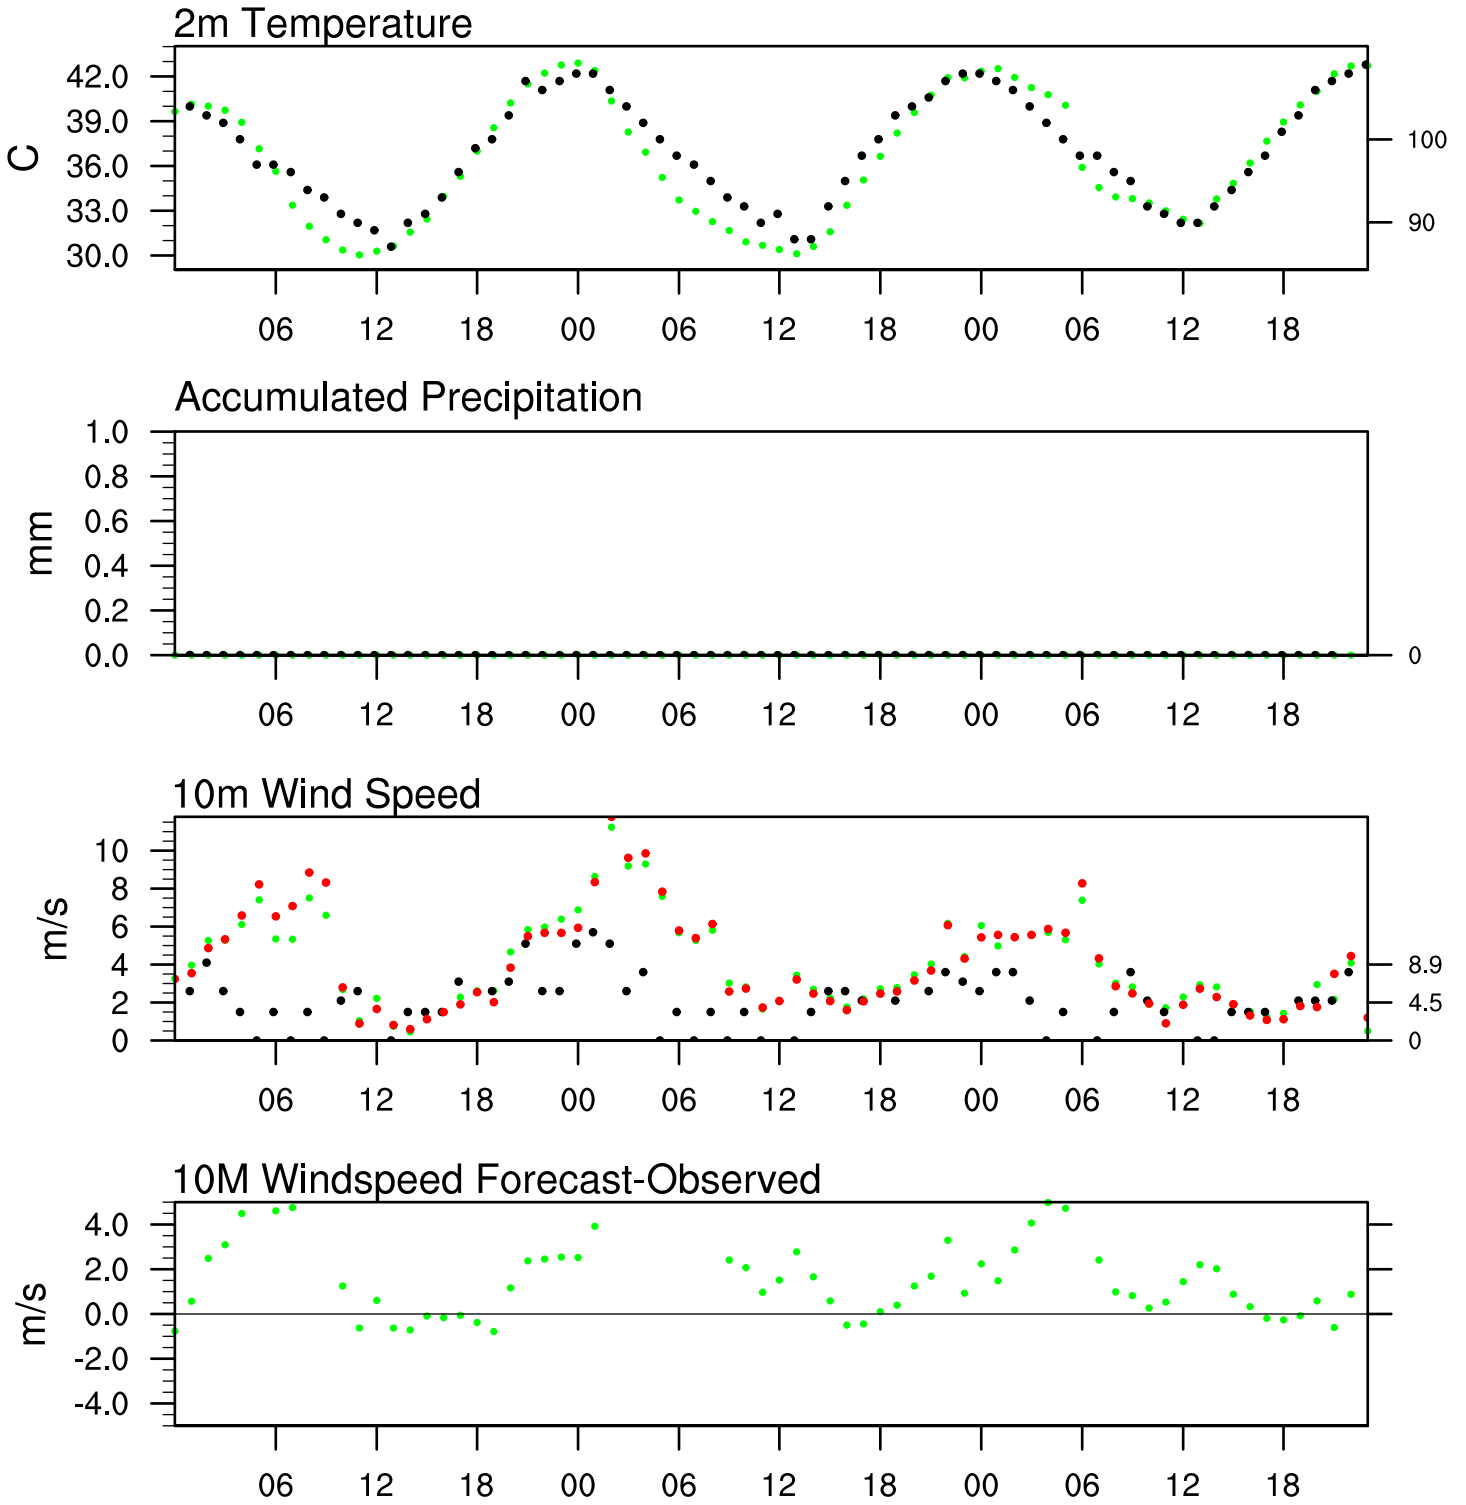 2m Temperature
42.0
39.0
36.0
33.0
30.0
C
100
90
06 12 18 00 06 12 18 00 06 12 18
Accumulated Precipitation
1.0
0.8
0.6
0.4
0.2
0.0
mm
0
06 12 18 00 06 12 18 00 06 12 18
10m Wind Speed
10
8
6
4
2
0
m/s
8.9
4.5
0
06 12 18 00 06 12 18 00 06 12 18
10M Windspeed Forecast-Observed
4.0
2.0
0.0
-2.0
-4.0
m/s
06 12 18 00 06 12 18 00 06 12 18